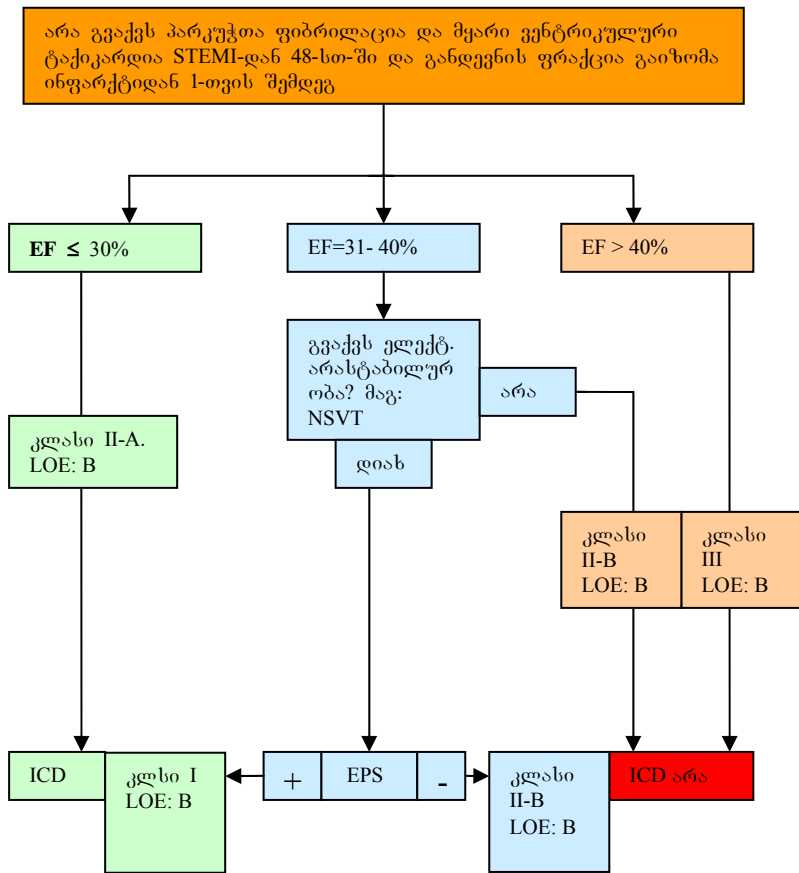 არა გვაქვს პარკუჭთა ფიბრილაცია და მყარი ვენტრიკულური
ტაქიკარდია STEMI-დან 48-სთ-ში და განდევნის ფრაქცია გაიზომა
ინფარქტიდან 1-თვის შემდეგ
EF ≤ 30%
EF=31- 40%
EF > 40%
გვაქვს ელექტ.
არასტაბილურ
ობა? მაგ:
NSVT
არა
დიახ
კლასი II-A.
LOE: B
კლასი
II-B
LOE: B
კლასი
III
LOE: B
ICD
კლსი I
LOE: B
+
EPS
-
კლასი
II-B
LOE: B
ICD არა